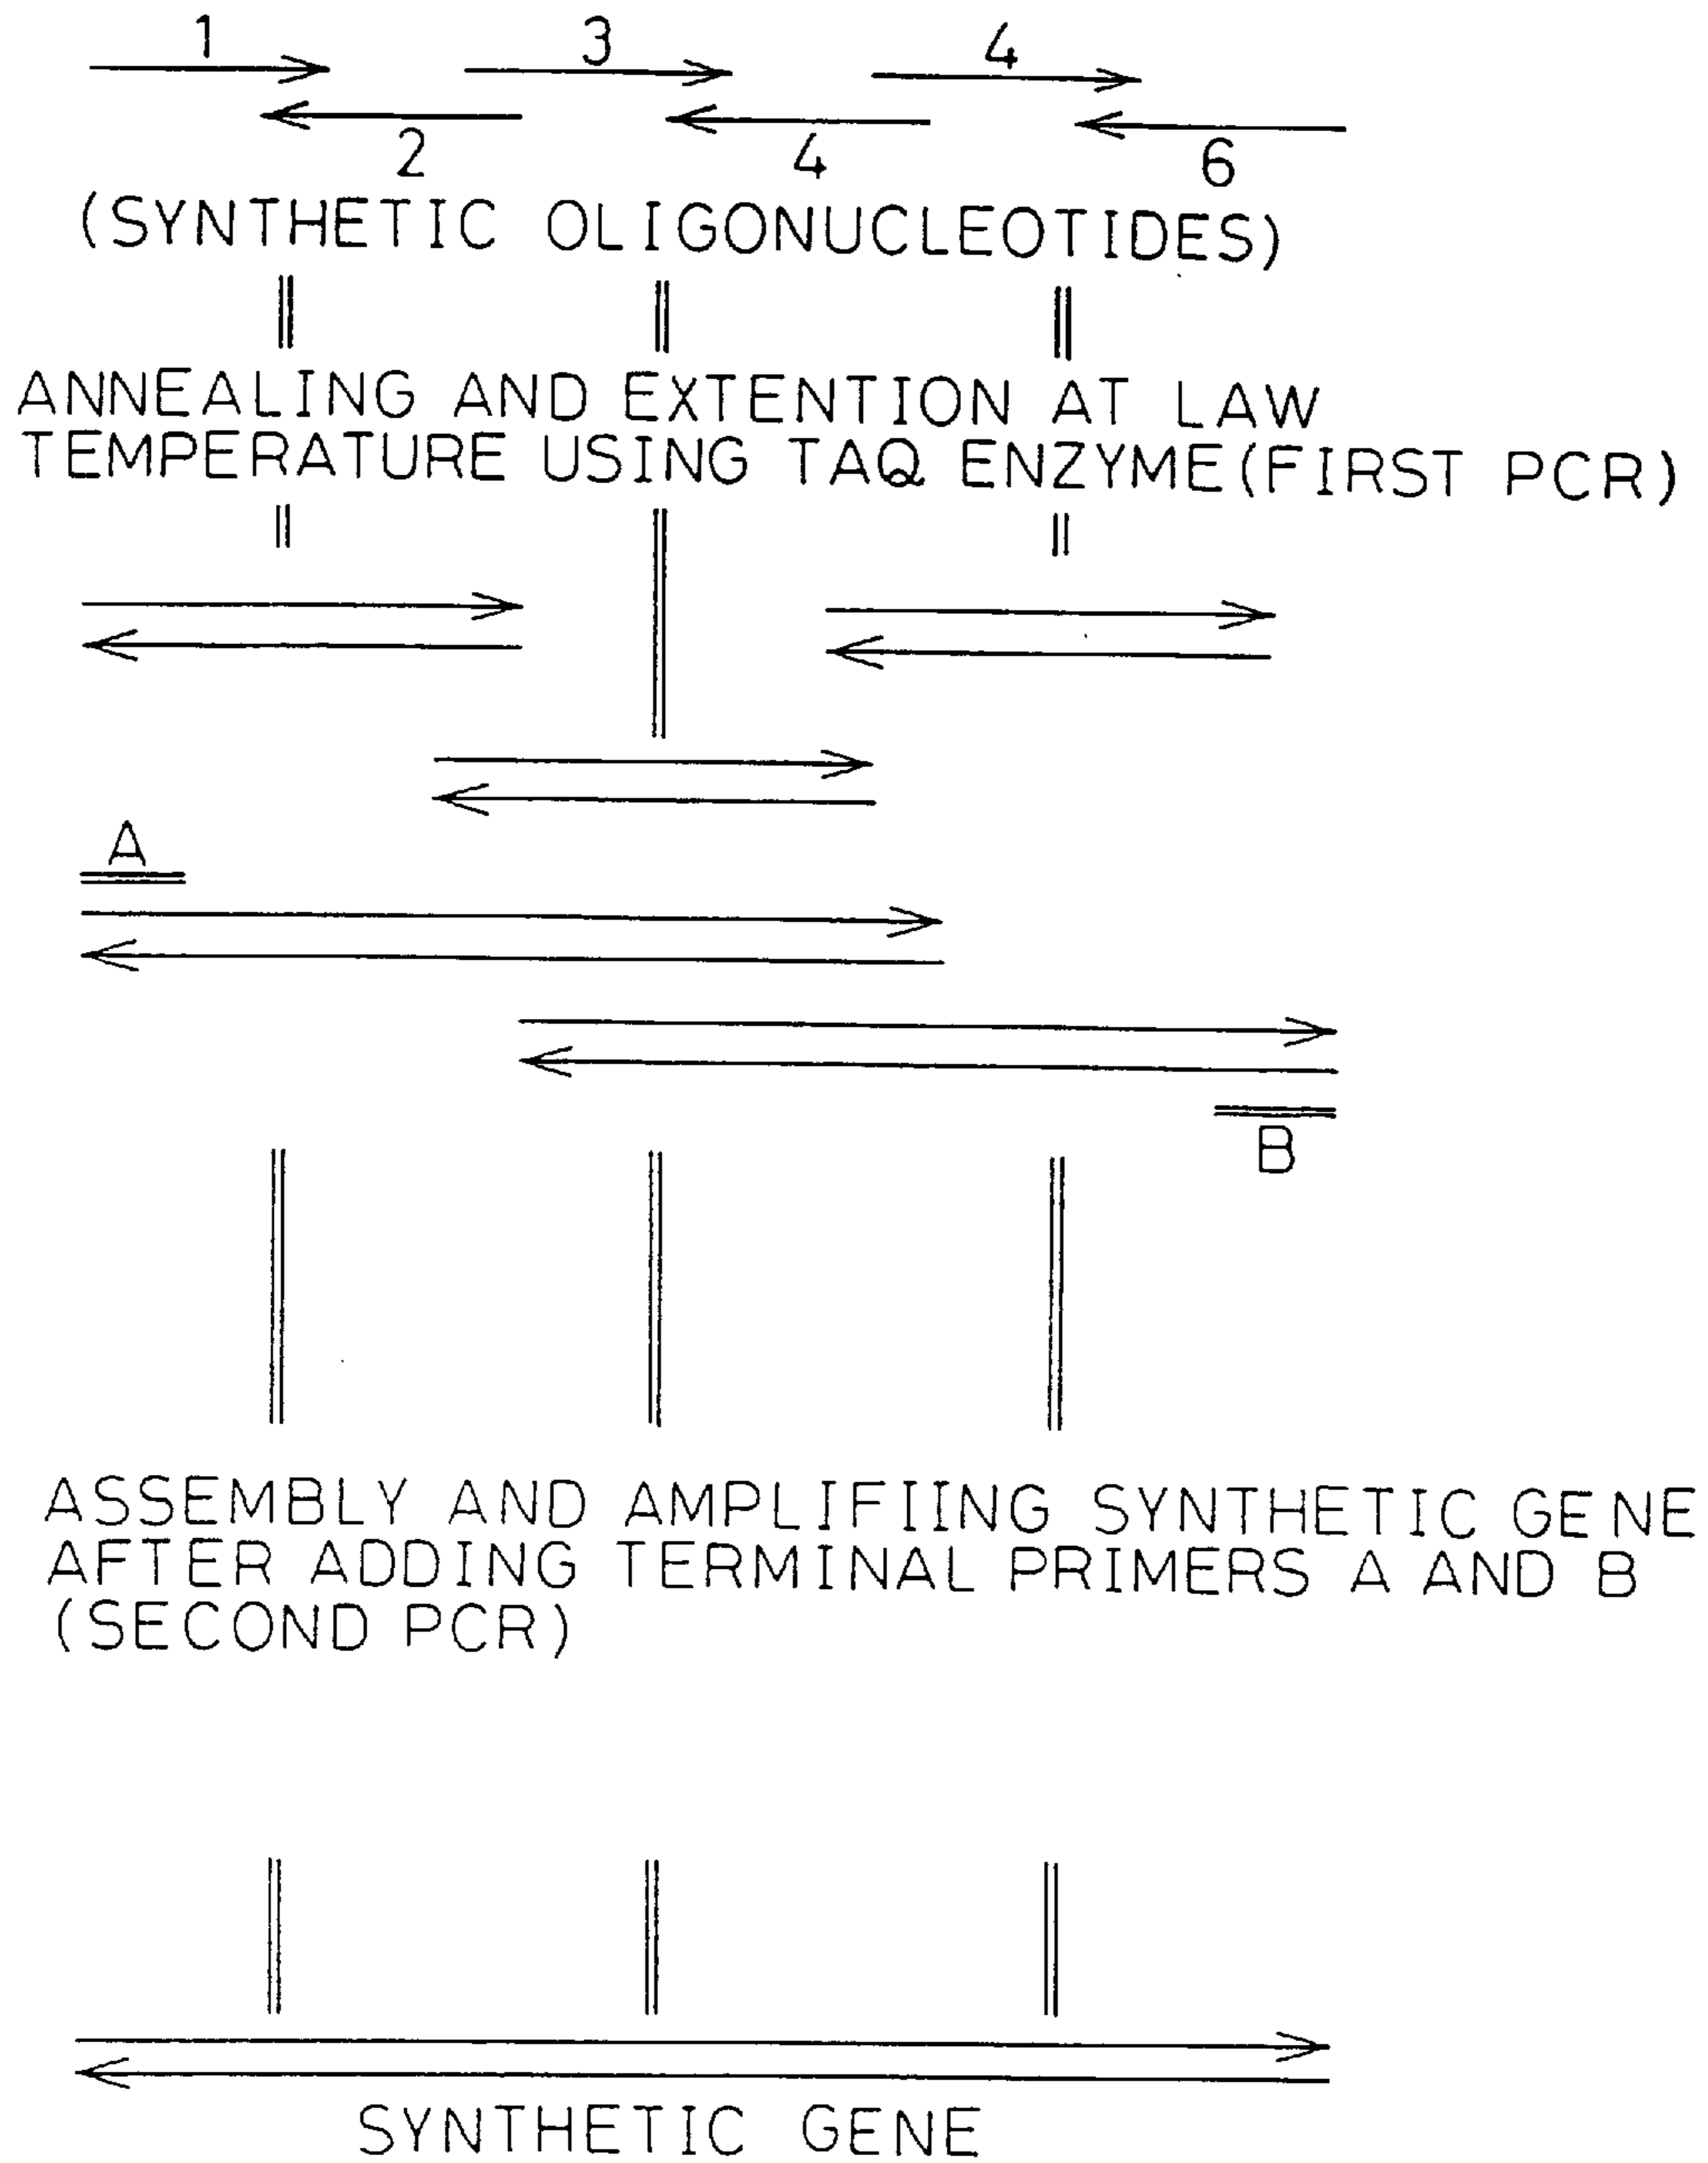 1 3 4
2 4 6
(SYNTHETIC OLIGONUCLEOTIDES)
ANNEALING AND EXTENTION AT LAW
TEMPERATURE USING TAQ ENZYME(FIRST PCR)
A
B
ASSEMBLY AND AMPLIFIING SYNTHETIC GENE
AFTER ADDING TERMINAL PRIMERS A AND B
(SECOND PCR)
SYNTHETIC GENE